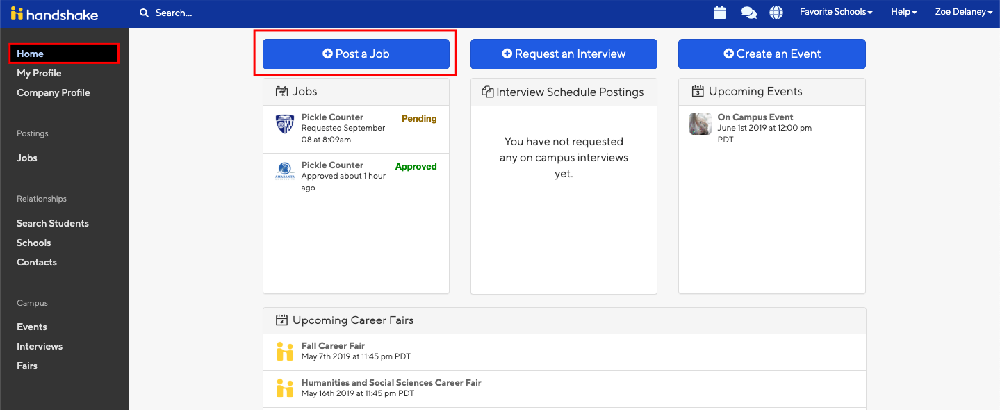 handshake
Search...
Favorite Schools
Help
Zoe Delaney
Home
My Profile
Company Profile
Postings
Jobs
Relationships
Search Students
Schools
Contacts
Campus
Events
Interviews
Fairs
Post a Job
Jobs
Pickle Counter
Pending
Requested September
08 at 8:09am
Pickle Counter
Approved
Approved about 1 hour
ago
Request an Interview
Interview Schedule Postings
You have not requested
any on campus interviews
yet.
Create an Event
3
Upcoming Events
On Campus Event
June 1st 2019 at 12:00 pm
PDT
3
Upcoming Career Fairs
Fall Career Fair
May 7th 2019 at 11:45 pm PDT
Humanities and Social Sciences Career Fair
May 16th 2019 at 11:45 pm PDT